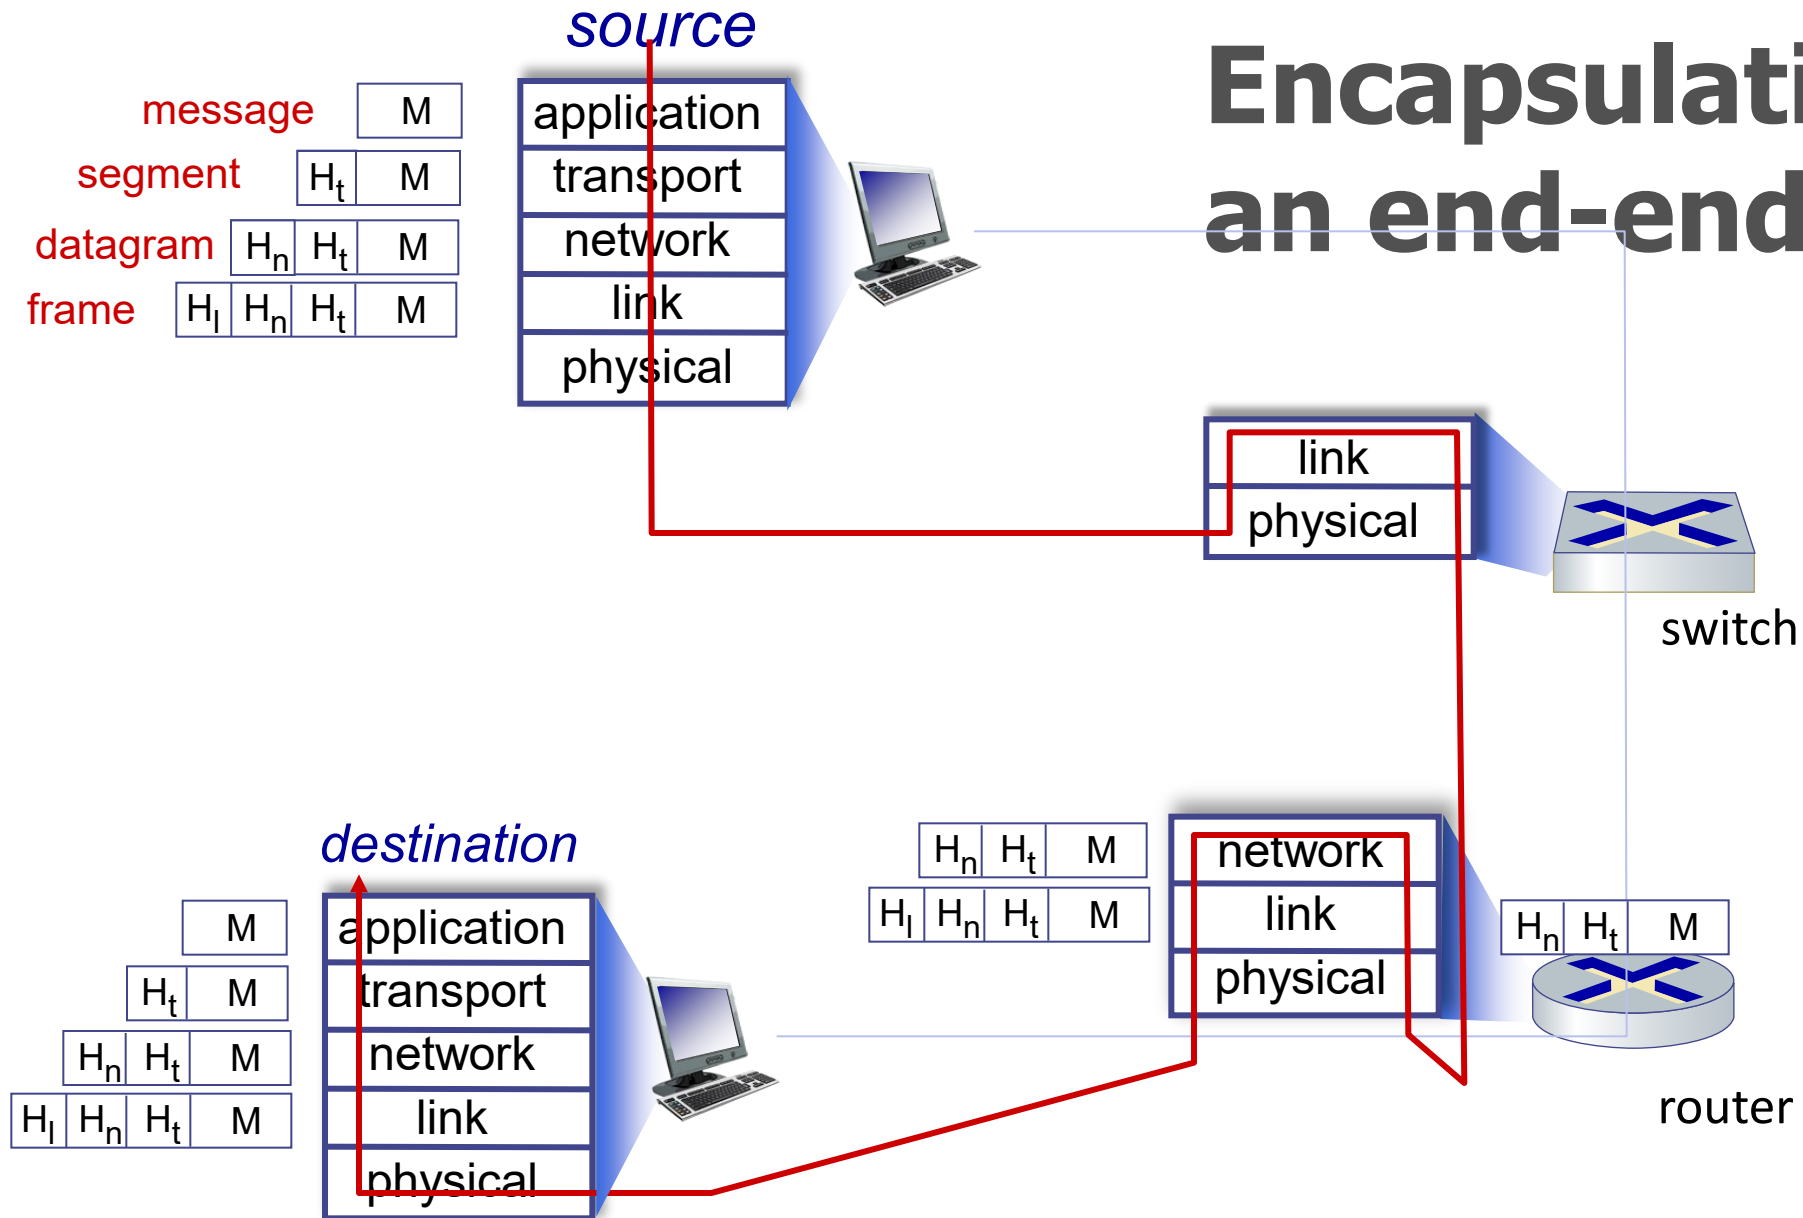 source
Encapsulati
an end-end
message M
segment Ht M
datagram Hn Ht M
frame Hl Hn Ht M
application
transport
network
link
physical
link
physical
switch
destination
M
Ht M
Hn Ht M
Hl Hn Ht M
application
transport
network
link
physical
Hn Ht M
Hl Hn Ht M
network
link
physical
Hn Ht M
router